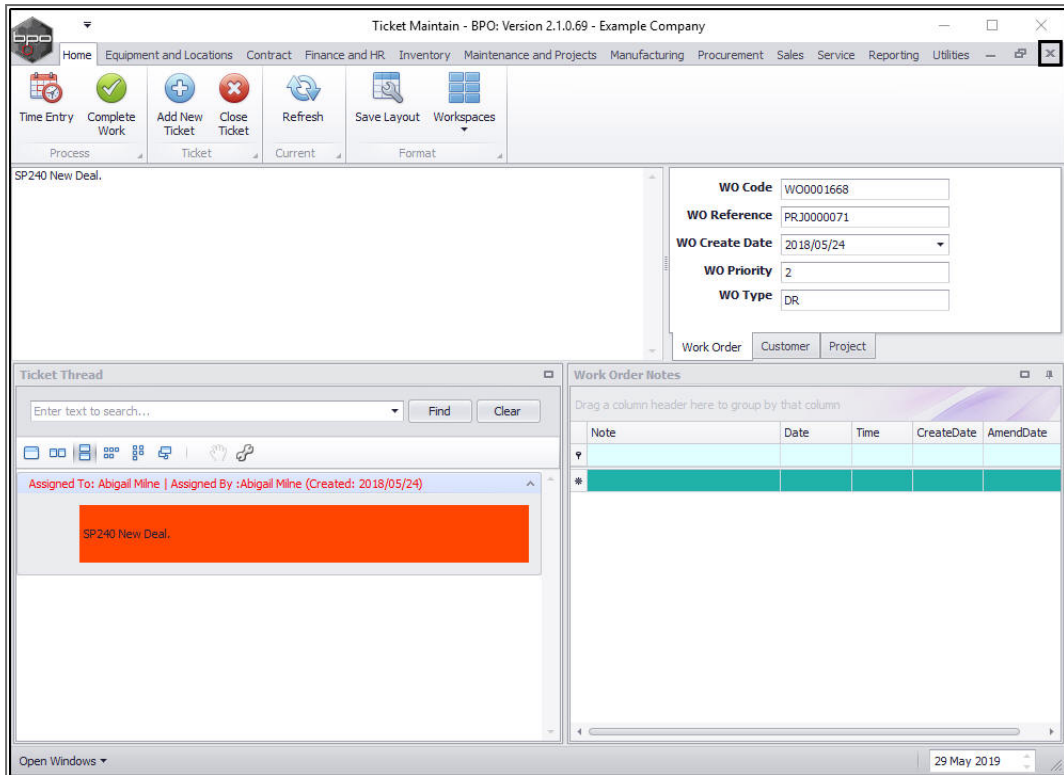 Ticket Maintain - BPO: Version 2.1.0.69 - Example Company
bpo
Home Equipment and Locations Contract Finance and HR Inventory Maintenance and Projects Manufacturing Procurement Sales Service Reporting Utilities
Time Entry Complete Work Add New Ticket Close Ticket Refresh Save Layout Workspaces
Process Ticket Current Format
SP240 New Deal.
WO Code WO0001668
WO Reference PRJ0000071
WO Create Date 2018/05/24
WO Priority 2
WO Type DR
Work Order Customer Project
Ticket Thread
Enter text to search... Find Clear
Assigned To: Abigail Milne | Assigned By :Abigail Milne (Created: 2018/05/24)
SP240 New Deal.
Work Order Notes
Drag a column header here to group by that column
Note Date Time CreateDate AmendDate
Open Windows 29 May 2019